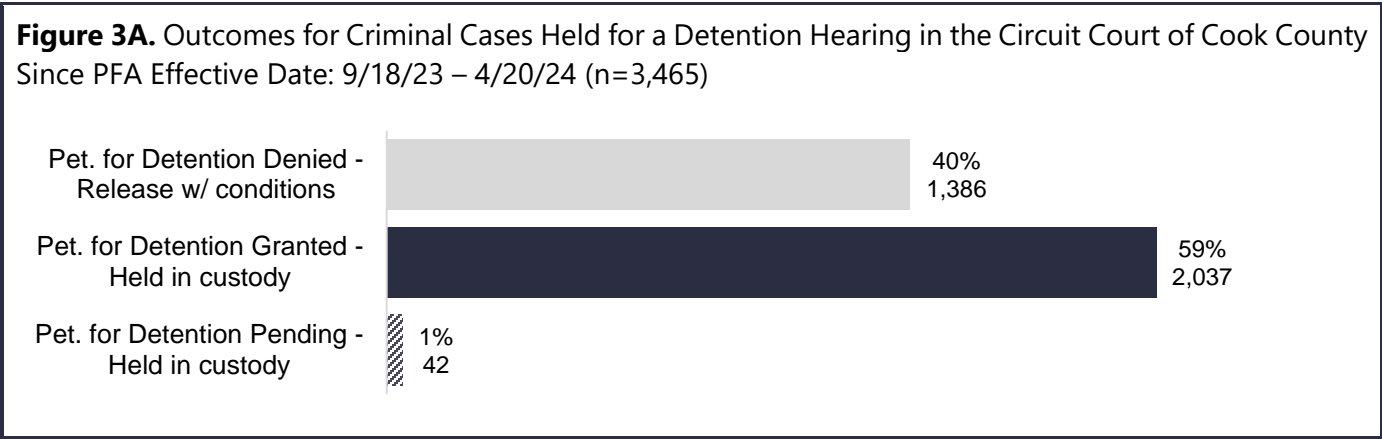 Figure 3A. Outcomes for Criminal Cases Held for a Detention Hearing in the Circuit Court of Cook County
Since PFA Effective Date: 9/18/23 – 4/20/24 (n=3,465)
Pet. for Detention Denied -
Release w/ conditions
40%
1,386
Pet. for Detention Granted -
Held in custody
59%
2,037
Pet. for Detention Pending -
Held in custody
1%
42